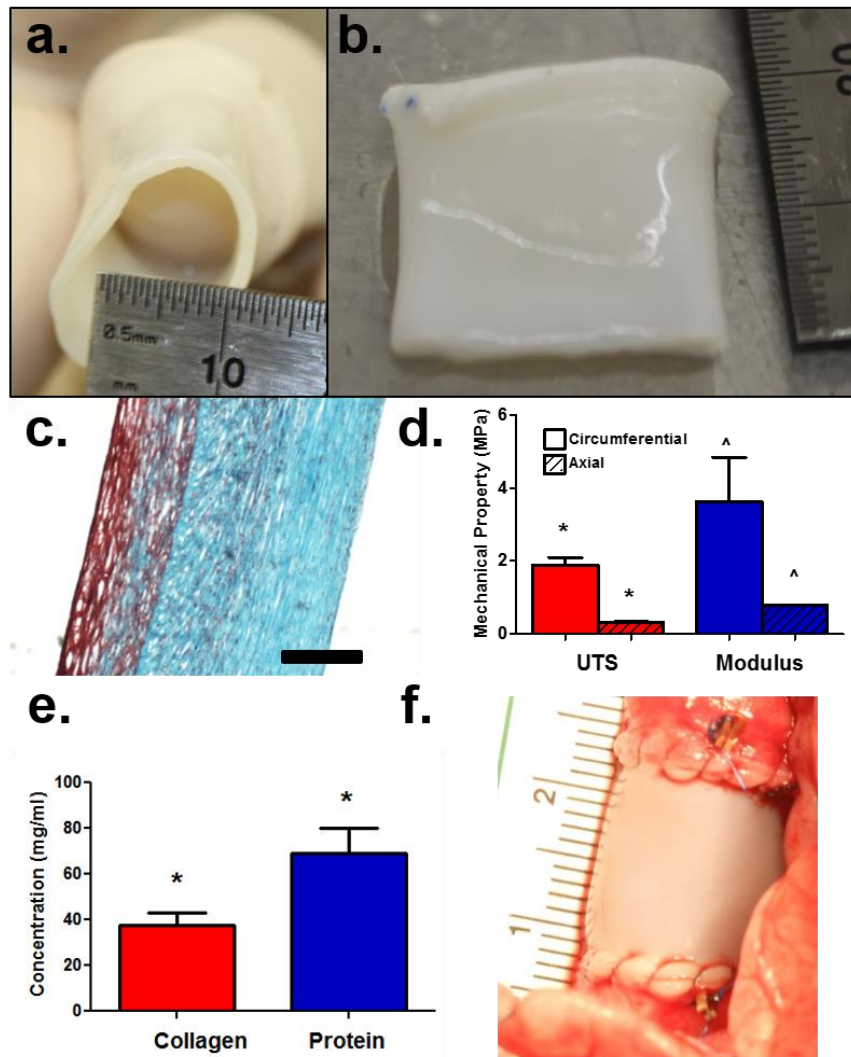 a.
b.
0.5mm
mm
10
c.
d.
Mechanical Property (MPa)
6
4
2
0
Circumferential
Axial
*
*
^
^
UTS
Modulus
e.
f.
Concentration (mg/ml)
100
80
60
40
20
0
*
*
Collagen
Protein
2
1